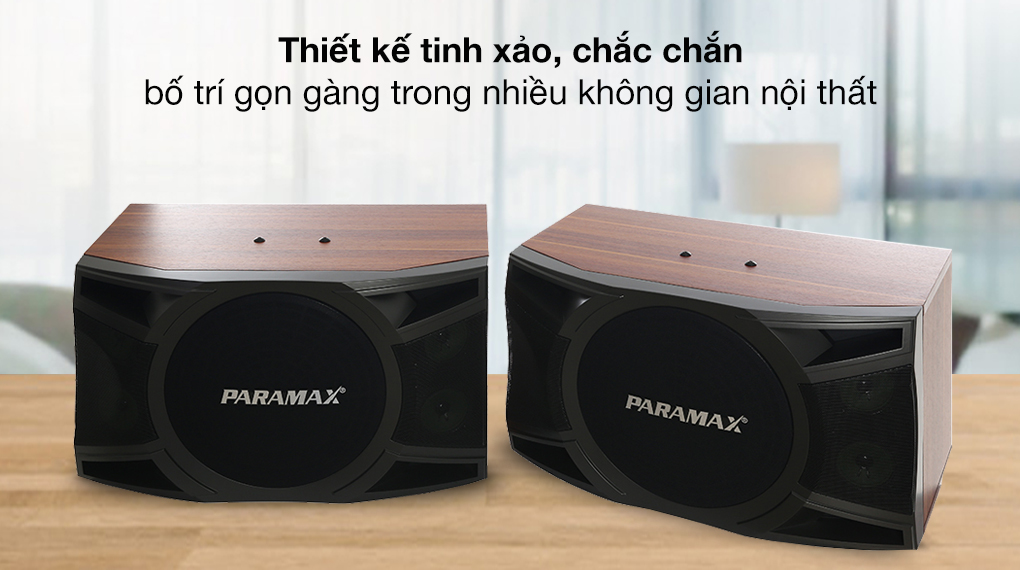 Thiết kế tinh xảo, chắc chắn
bố trí gọn gàng trong nhiều không gian nội thất
PARAMAX®
PARAMAX®